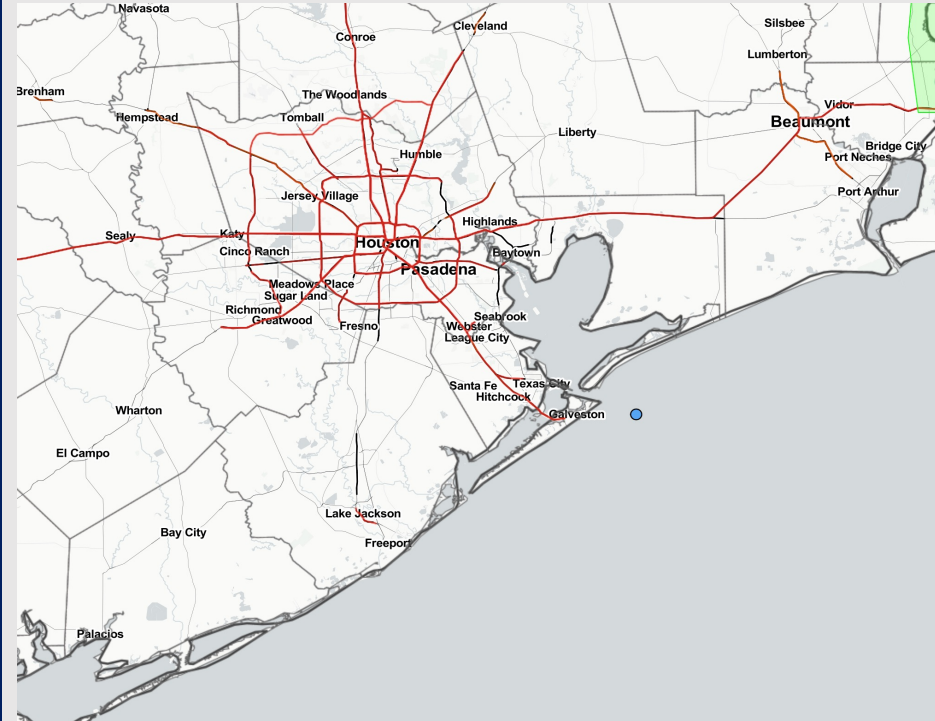 Navasota
Cleveland
Silsbee
Conroe
Lumberton
Brenham
The Woodlands
Vidor
Hempstead
Tomball
Beaumont
Liberty
Bridge City
Humble
Port Neches
Port Arthur
Jersey Village
Highlands
Sealy
Katy
Houston
Cinco Ranch
Baytown
Pasadena
Meadows Place
Sugar Land
Richmond
Seabrook
Greatwood
Fresno
Webster
League City
Santa Fe
Texas City
Hitchcock
Wharton
Galveston
El Campo
Lake Jackson
Bay City
Freeport
Palacios